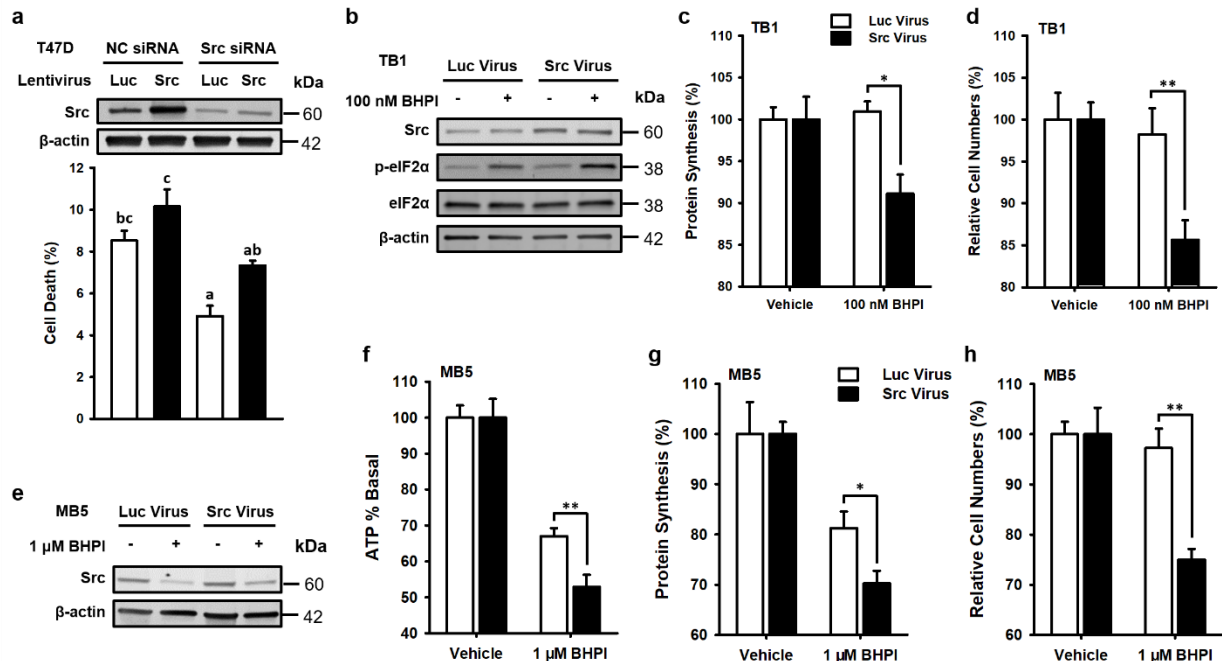 a
T47D NC siRNA Src siRNA
Lentivirus Luc Src Luc Src kDa
Src 60
β-actin 42
12
10
8
6
4
2
0
Cell Death (%)
bc c a ab
b
TB1 Luc Virus Src Virus
100 nM BHPI - + - + kDa
Src 60
p-eIF2α 38
eIF2α 38
β-actin 42
c
TB1
Luc Virus
Src Virus
Protein Synthesis (%)
105
100
95
90
85
80
*
Vehicle 100 nM BHPI
d
TB1
Relative Cell Numbers (%)
105
100
95
90
85
80
**
Vehicle 100 nM BHPI
e
MB5 Luc Virus Src Virus
1 μM BHPI - + - + kDa
Src 60
β-actin 42
f
MB5
ATP % Basal
110
100
90
80
70
60
50
40
**
Vehicle 1 μM BHPI
g
MB5
Luc Virus
Src Virus
Protein Synthesis (%)
110
100
90
80
70
60
*
Vehicle 1 μM BHPI
h
MB5
Relative Cell Numbers (%)
110
100
90
80
70
60
**
Vehicle 1 μM BHPI